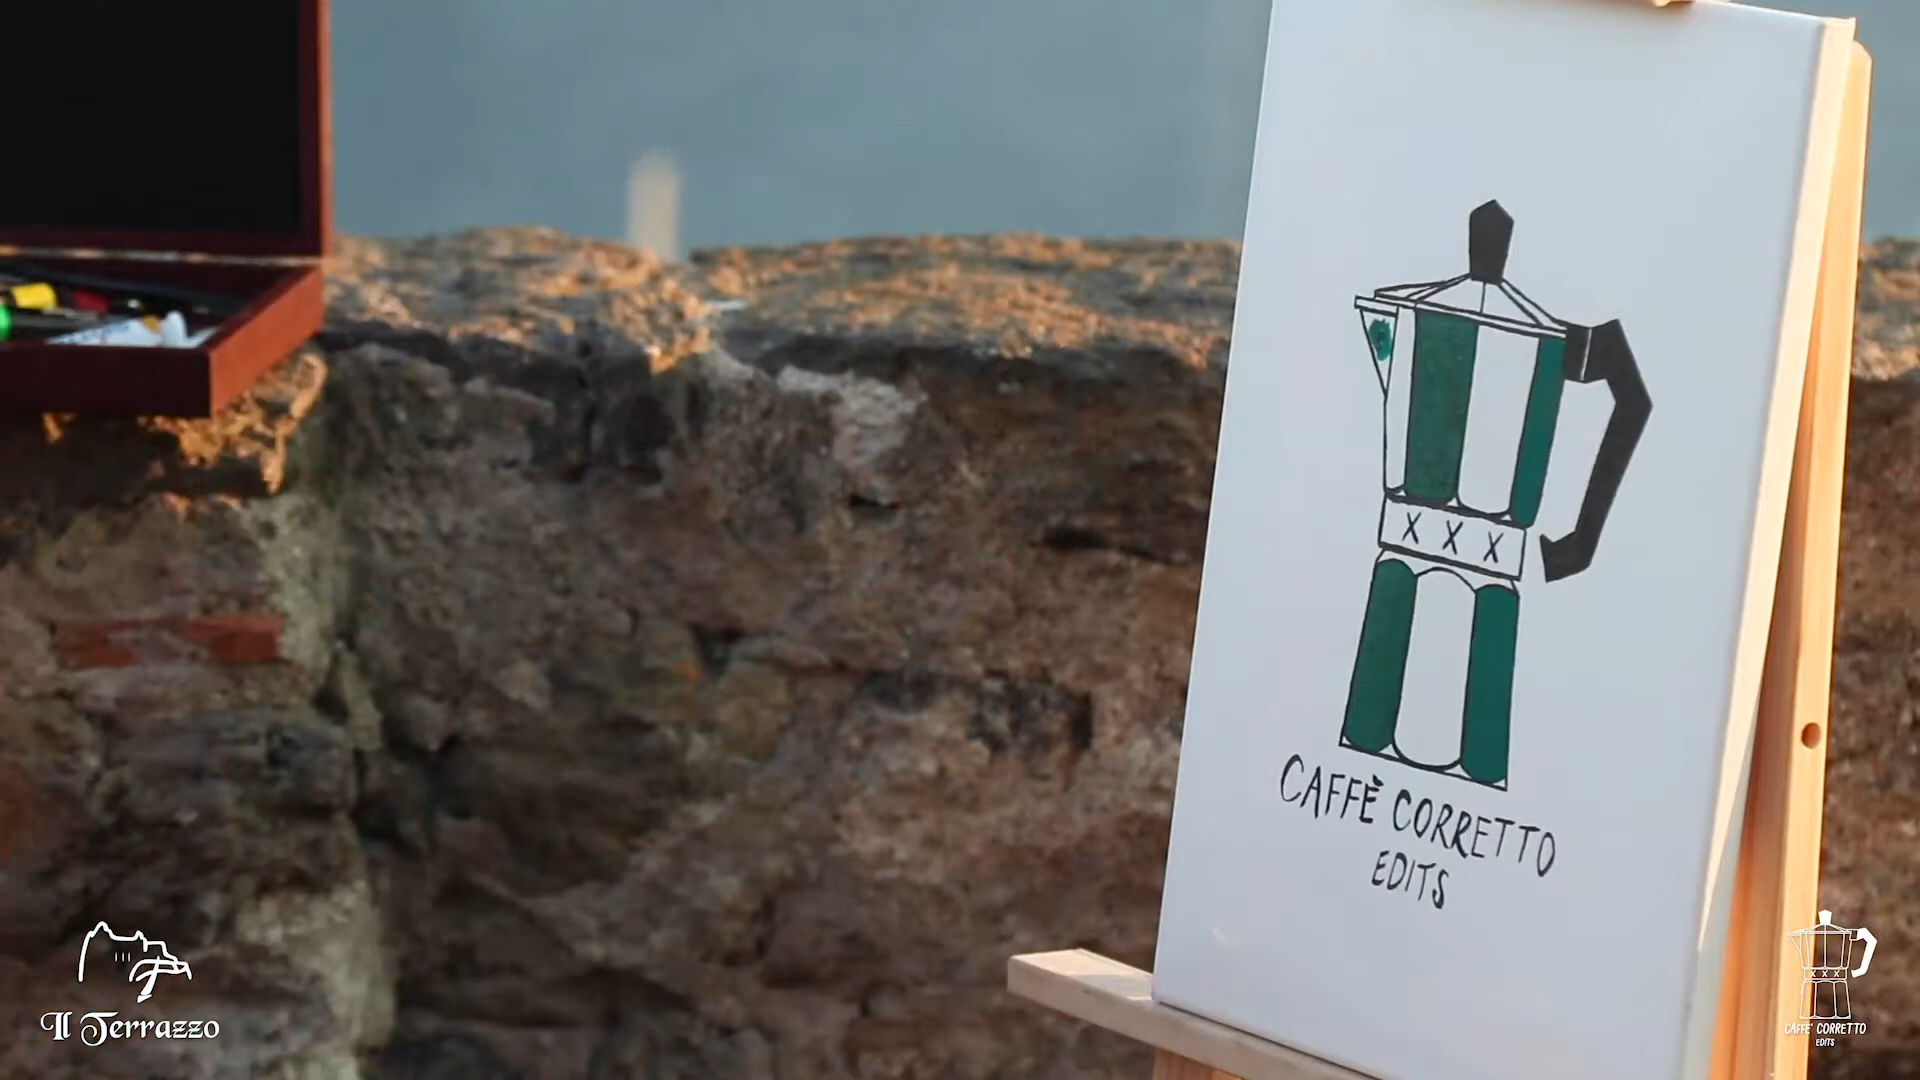 X X X
CAFFÈ CORRETTO
EDITS
Il Terrazzo
XXX
CAFFE' CORRETTO
EDITS